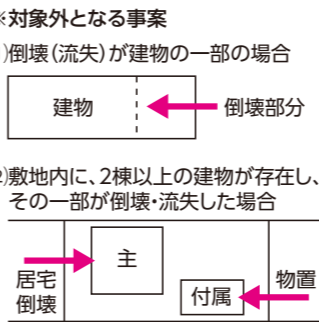 ※対象外となる事案
)倒壊(流失)が建物の一部の場合
建物
倒壊部分
)敷地内に、2棟以上の建物が存在し、
その一部が倒壊・流失した場合
主
居宅
倒壊
付属
物置